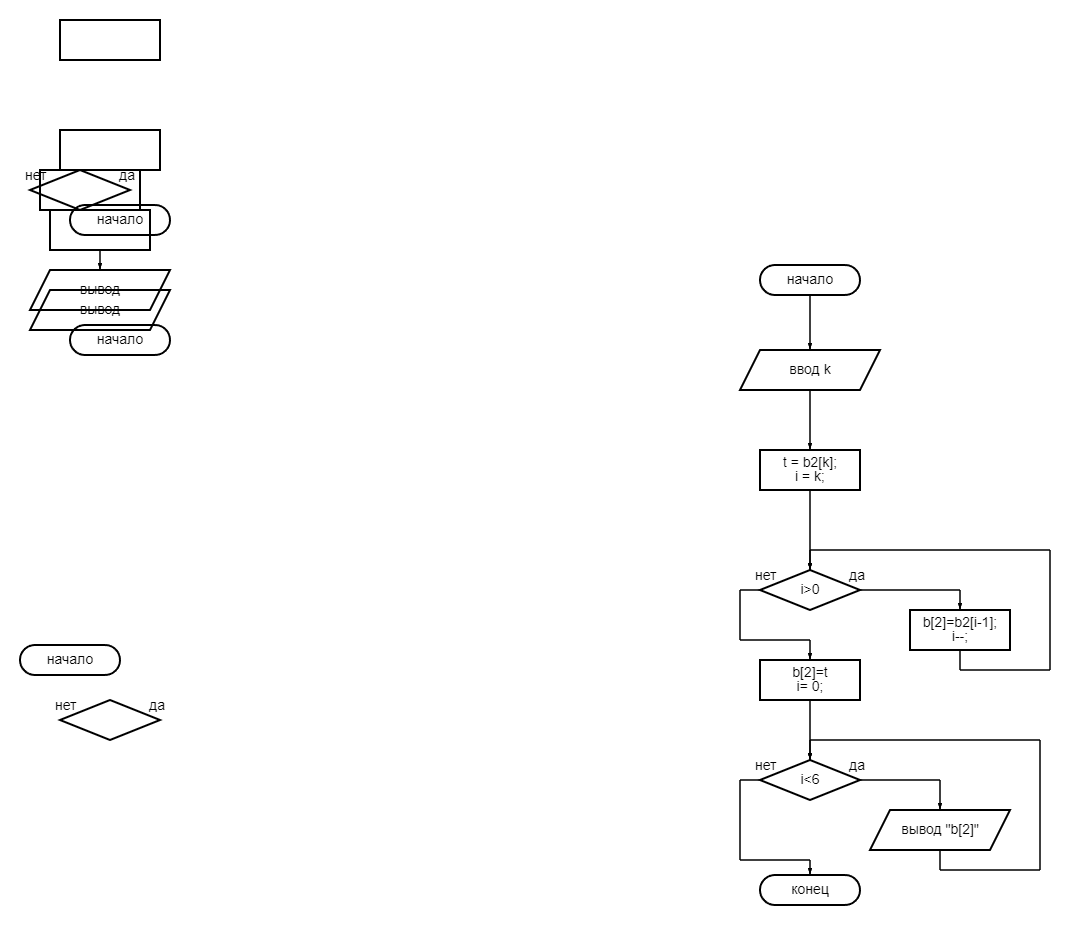 нет
да
начало
вывод
вывод
начало
начало
нет
да
начало
ввод k
t = b2[k];
i = k;
нет
да
i>0
b[2]=b2[i-1];
i--;
b[2]=t
i= 0;
нет
да
i<6
вывод "b[2]"
конец